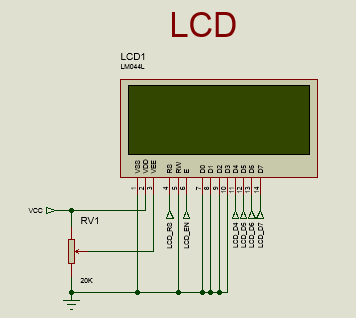 LCD
LCD1
LM044L
VSS
VDD
VEE
RS
RW
E
D0
D1
D2
D3
D4
D5
D6
D7
1
2
3
4
5
6
7
8
9
10
11
12
13
14
VCC
RV1
LCD_RS
LCD_EN
LCD_D4
LCD_D5
LCD_D6
LCD_D7
20K